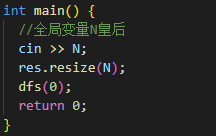 int main() {
//全局变量N皇后
cin >> N;
res.resize(N);
dfs(0);
return 0;
}